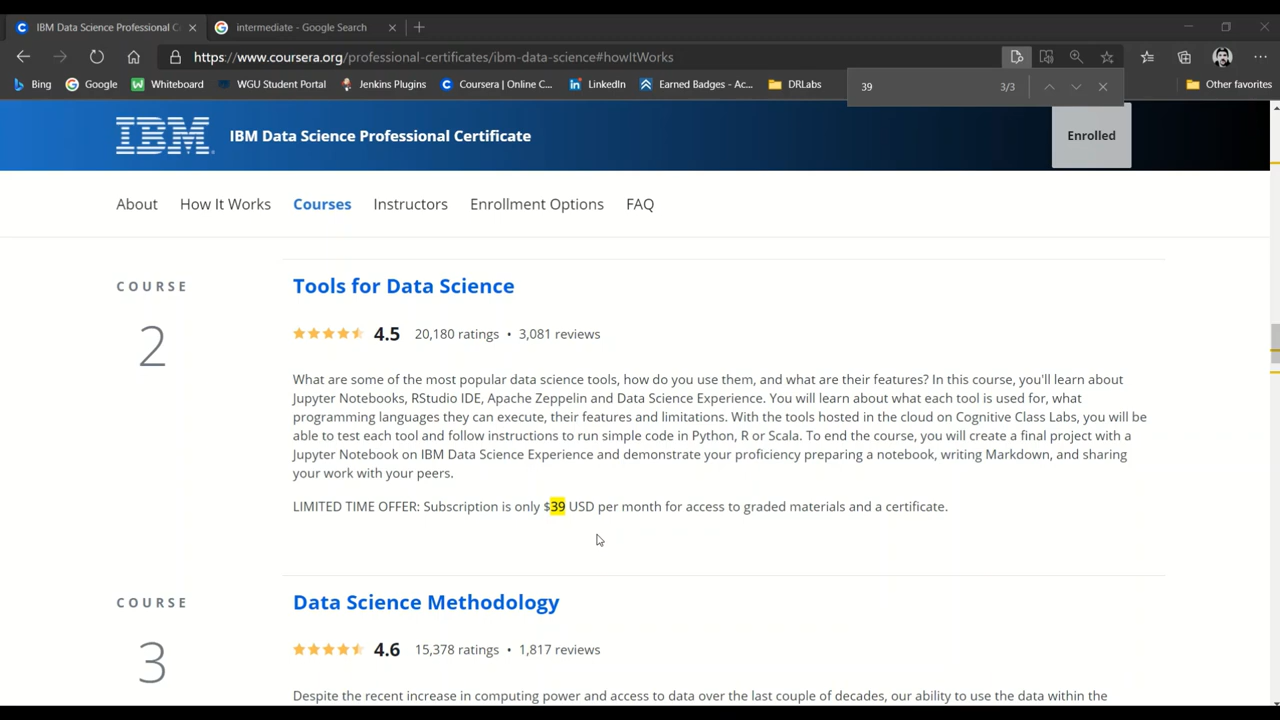 IBM Data Science Professional C
intermediate - Google Search
https://www.coursera.org/professional-certificates/ibm-data-science#howItWorks
Bing
Google
Whiteboard
WGU Student Portal
Jenkins Plugins
Coursera | Online C...
LinkedIn
Earned Badges - Ac...
DRLabs
39
3/3
Other favorites
IBM
IBM Data Science Professional Certificate
Enrolled
About
How It Works
Courses
Instructors
Enrollment Options
FAQ
COURSE
2
Tools for Data Science
4.5 20,180 ratings • 3,081 reviews
What are some of the most popular data science tools, how do you use them, and what are their features? In this course, you'll learn about
Jupyter Notebooks, RStudio IDE, Apache Zeppelin and Data Science Experience. You will learn about what each tool is used for, what
programming languages they can execute, their features and limitations. With the tools hosted in the cloud on Cognitive Class Labs, you will be
able to test each tool and follow instructions to run simple code in Python, R or Scala. To end the course, you will create a final project with a
Jupyter Notebook on IBM Data Science Experience and demonstrate your proficiency preparing a notebook, writing Markdown, and sharing
your work with your peers.
LIMITED TIME OFFER: Subscription is only $39 USD per month for access to graded materials and a certificate.
COURSE
3
Data Science Methodology
4.6 15,378 ratings • 1,817 reviews
Despite the recent increase in computing power and access to data over the last couple of decades, our ability to use the data within the